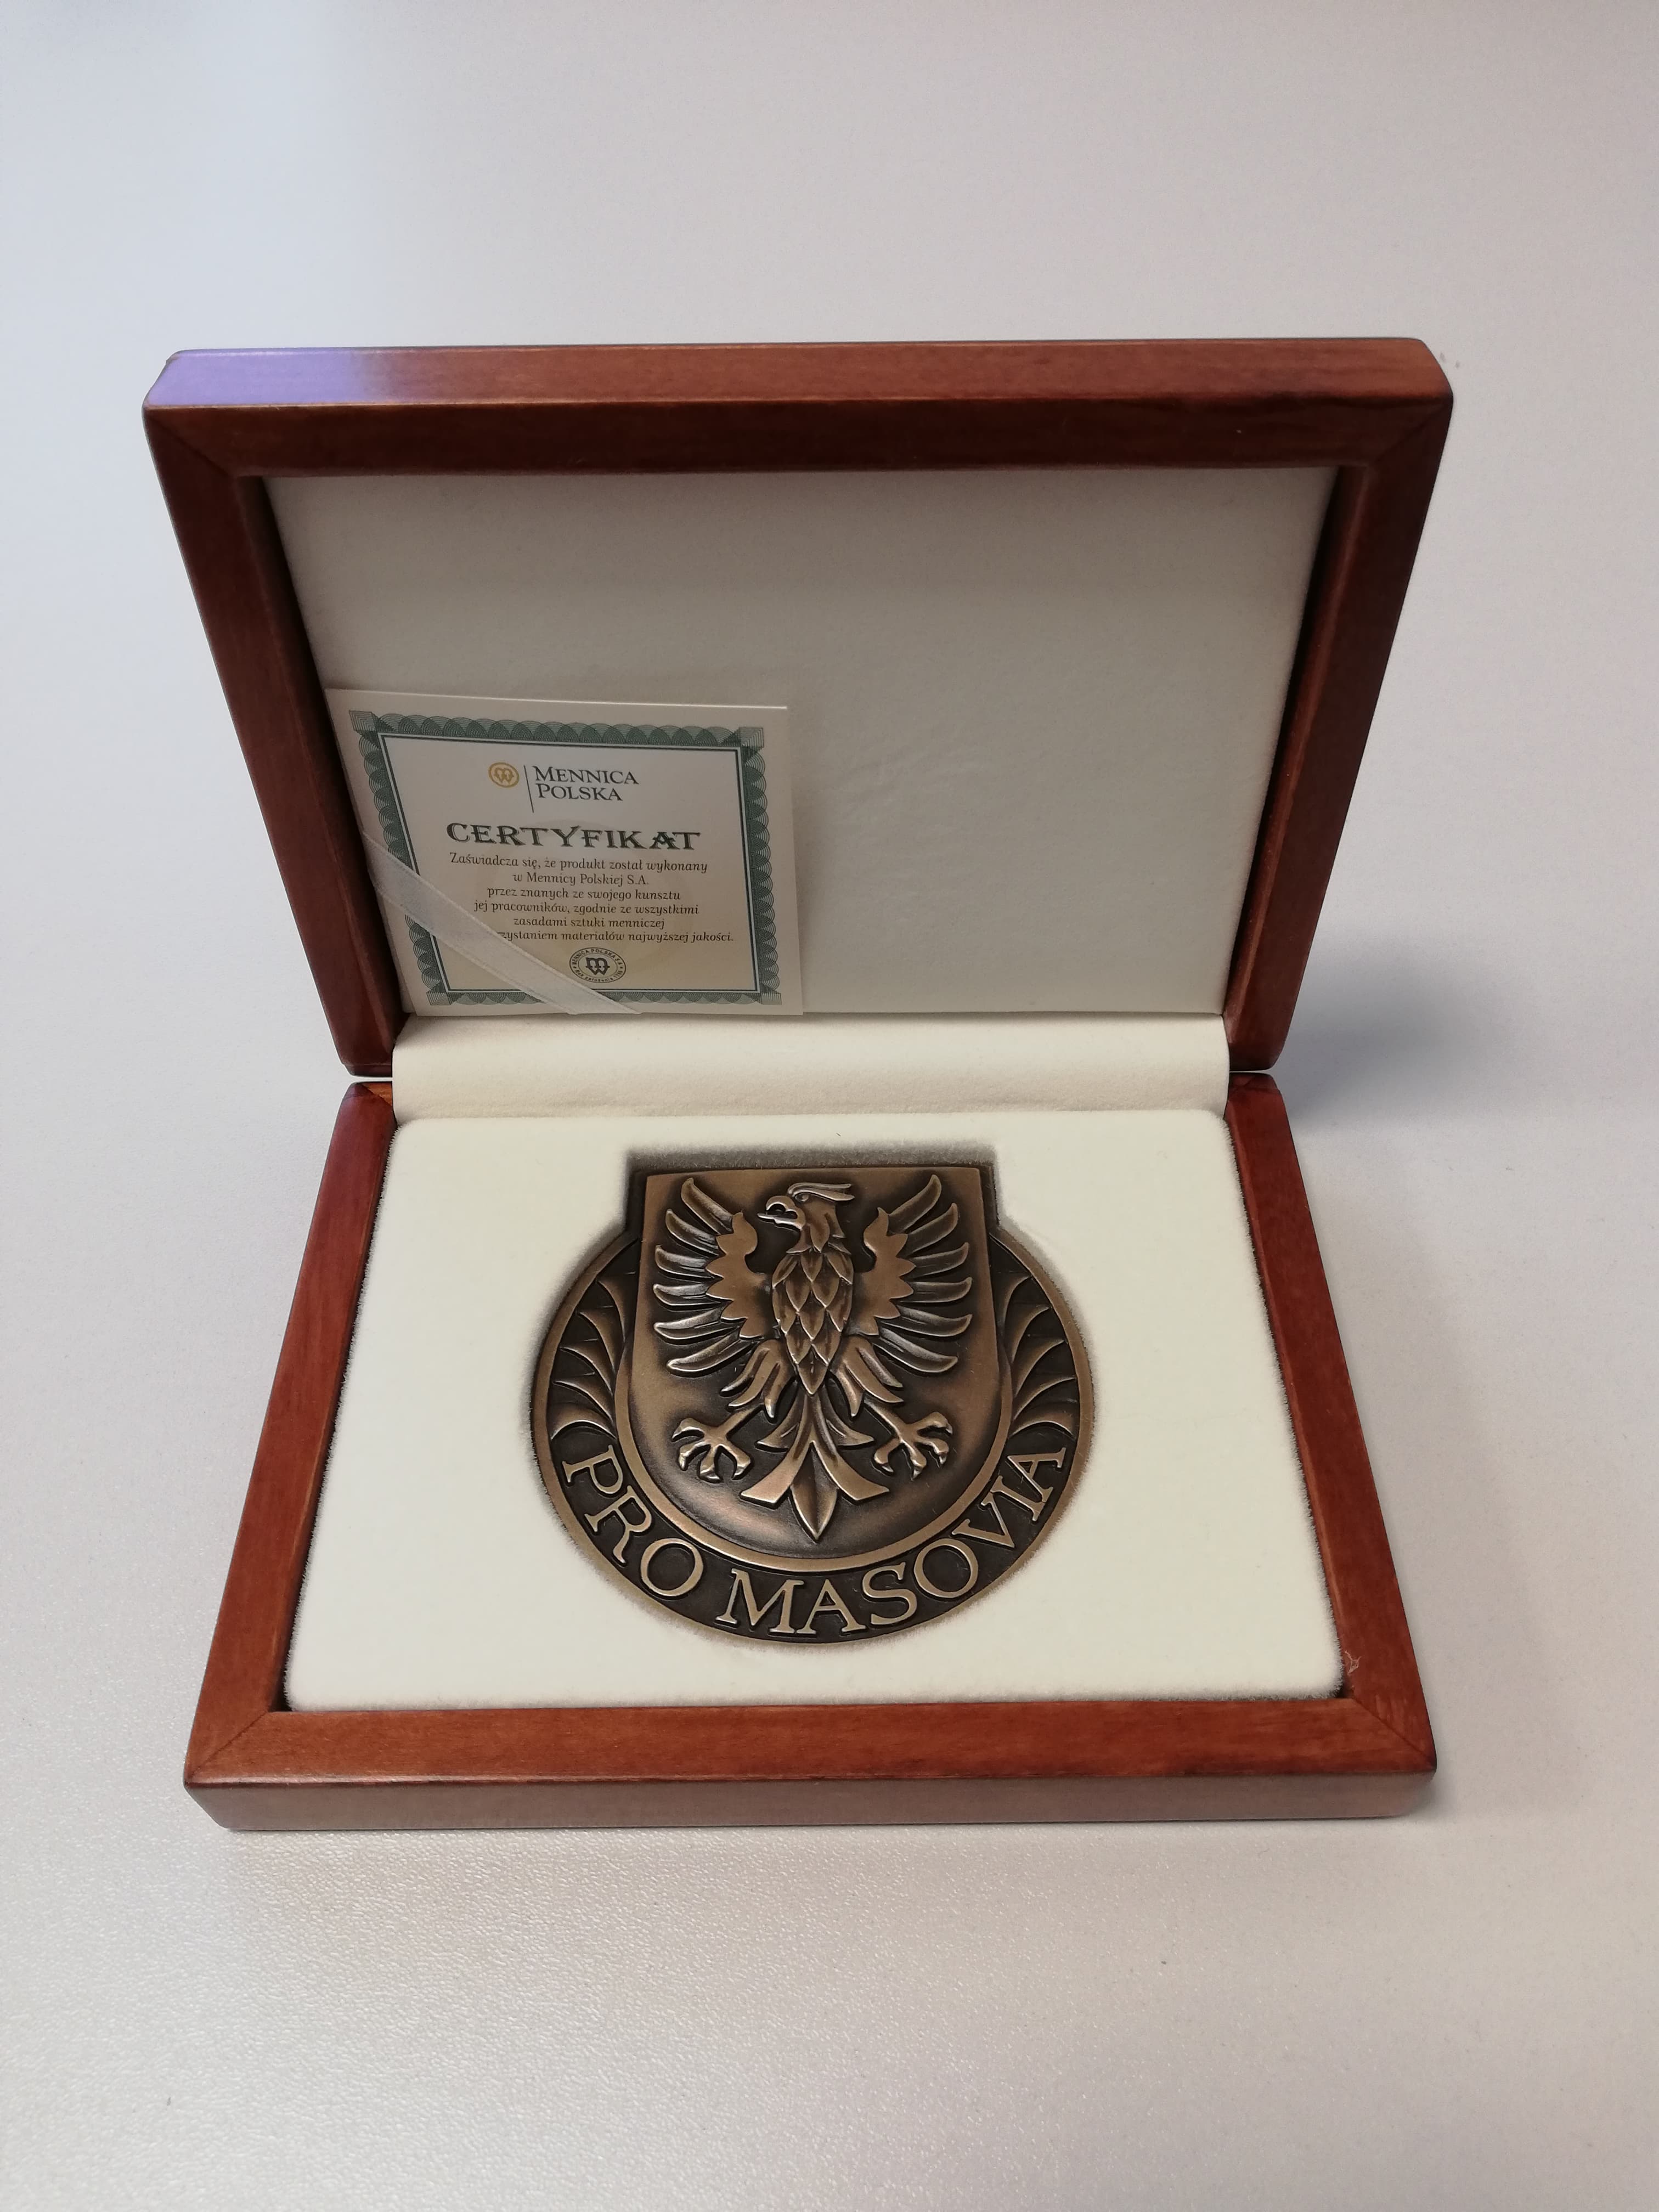 MENNICA
POLSKA
CERTYFIKAT
Zaświadcza się, że produkt został wykonany
w Mennicy Polskiej S.A.
przez znanych ze swojego kunsztu
jej pracowników, zgodnie ze wszystkimi
zasadami sztuki menniczej
materiałów najwyższej jakości.
PRO MASOVIA